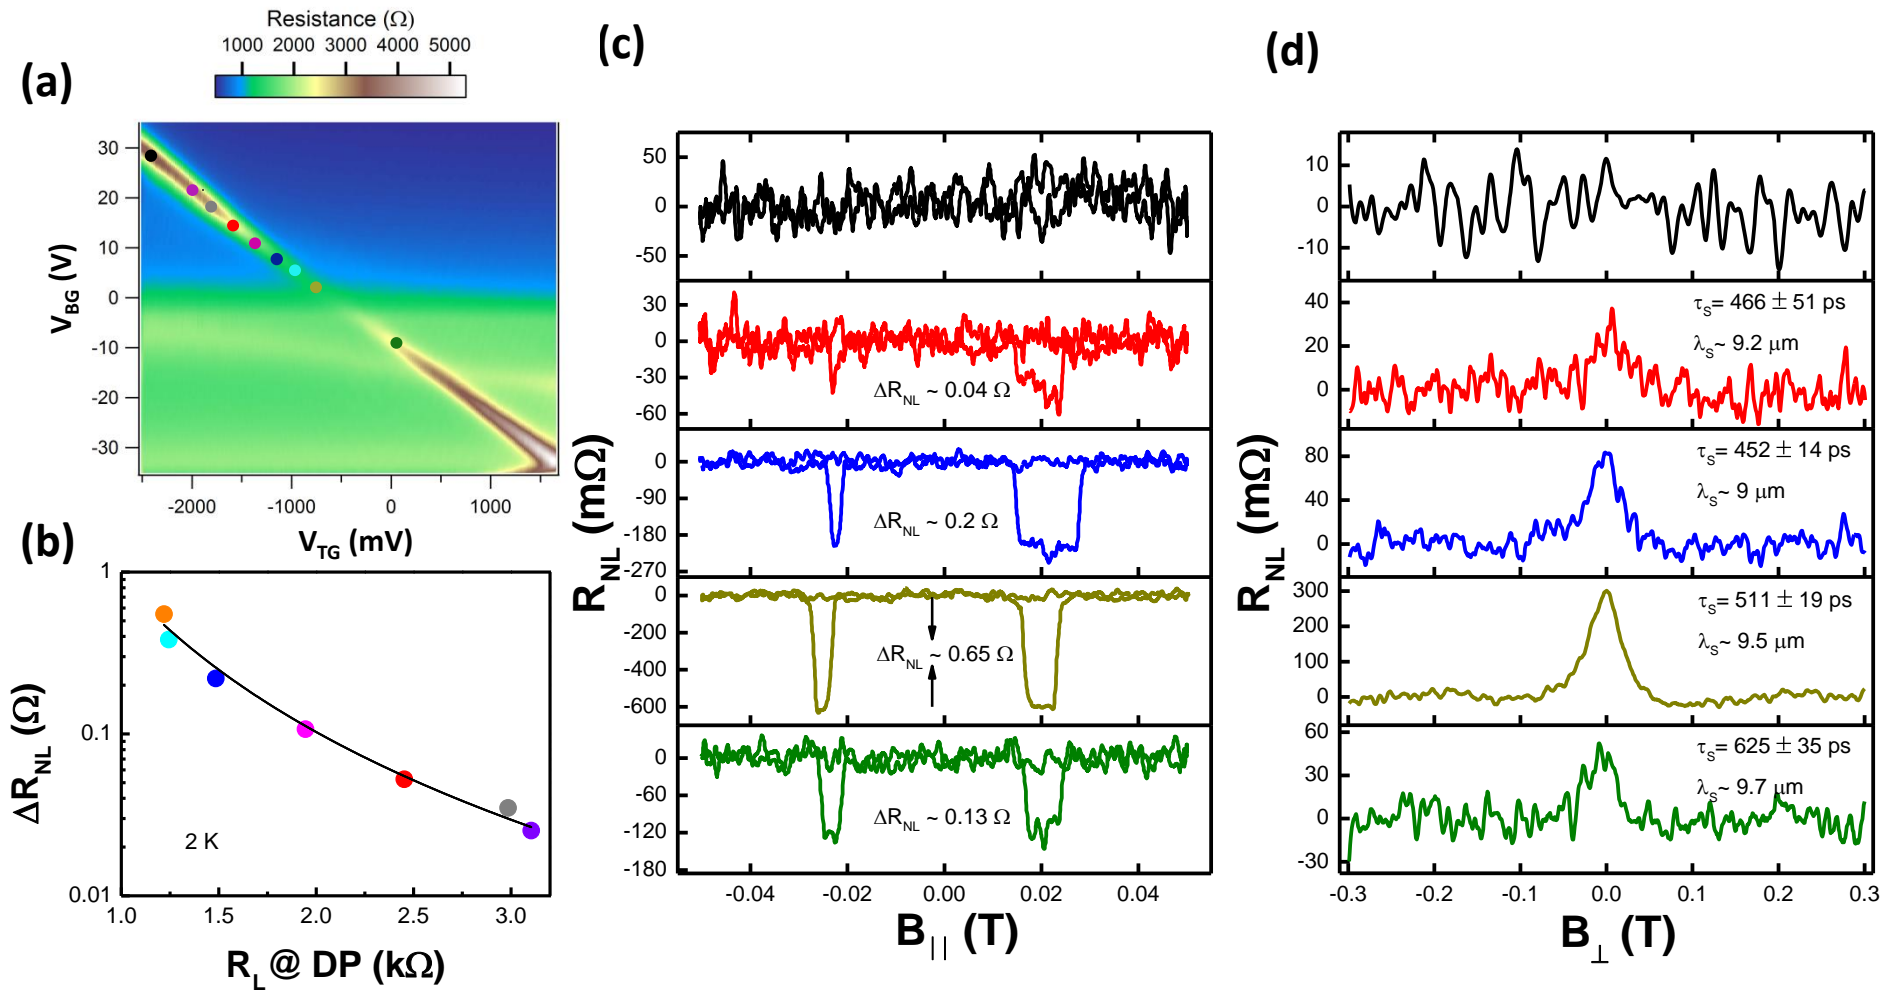 (a)
Resistance (Ω)
1000 2000 3000 4000 5000
30
20
10
0
-10
-20
-30
V_BG (V)
-2000 -1000 0 1000
V_TG (mV)
(b)
1
0.1
0.01
ΔR_NL (Ω)
2 K
1.0 1.5 2.0 2.5 3.0
R_L @ DP (kΩ)
(c)
50
0
-50
30
0
-30
-60
ΔR_NL ~ 0.04 Ω
0
-90
-180
-270
ΔR_NL ~ 0.2 Ω
0
-200
-400
-600
ΔR_NL ~ 0.65 Ω
0
-60
-120
-180
ΔR_NL ~ 0.13 Ω
R_NL (mΩ)
-0.04 -0.02 0.00 0.02 0.04
B_|| (T)
(d)
10
0
-10
40
20
0
τ_S= 466 ± 51 ps
λ_S~ 9.2 μm
80
40
0
τ_S= 452 ± 14 ps
λ_S~ 9 μm
300
200
100
0
τ_S= 511 ± 19 ps
λ_S~ 9.5 μm
60
30
0
-30
τ_S= 625 ± 35 ps
λ_S~ 9.7 μm
R_NL (mΩ)
-0.3 -0.2 -0.1 0.0 0.1 0.2 0.3
B_⊥ (T)